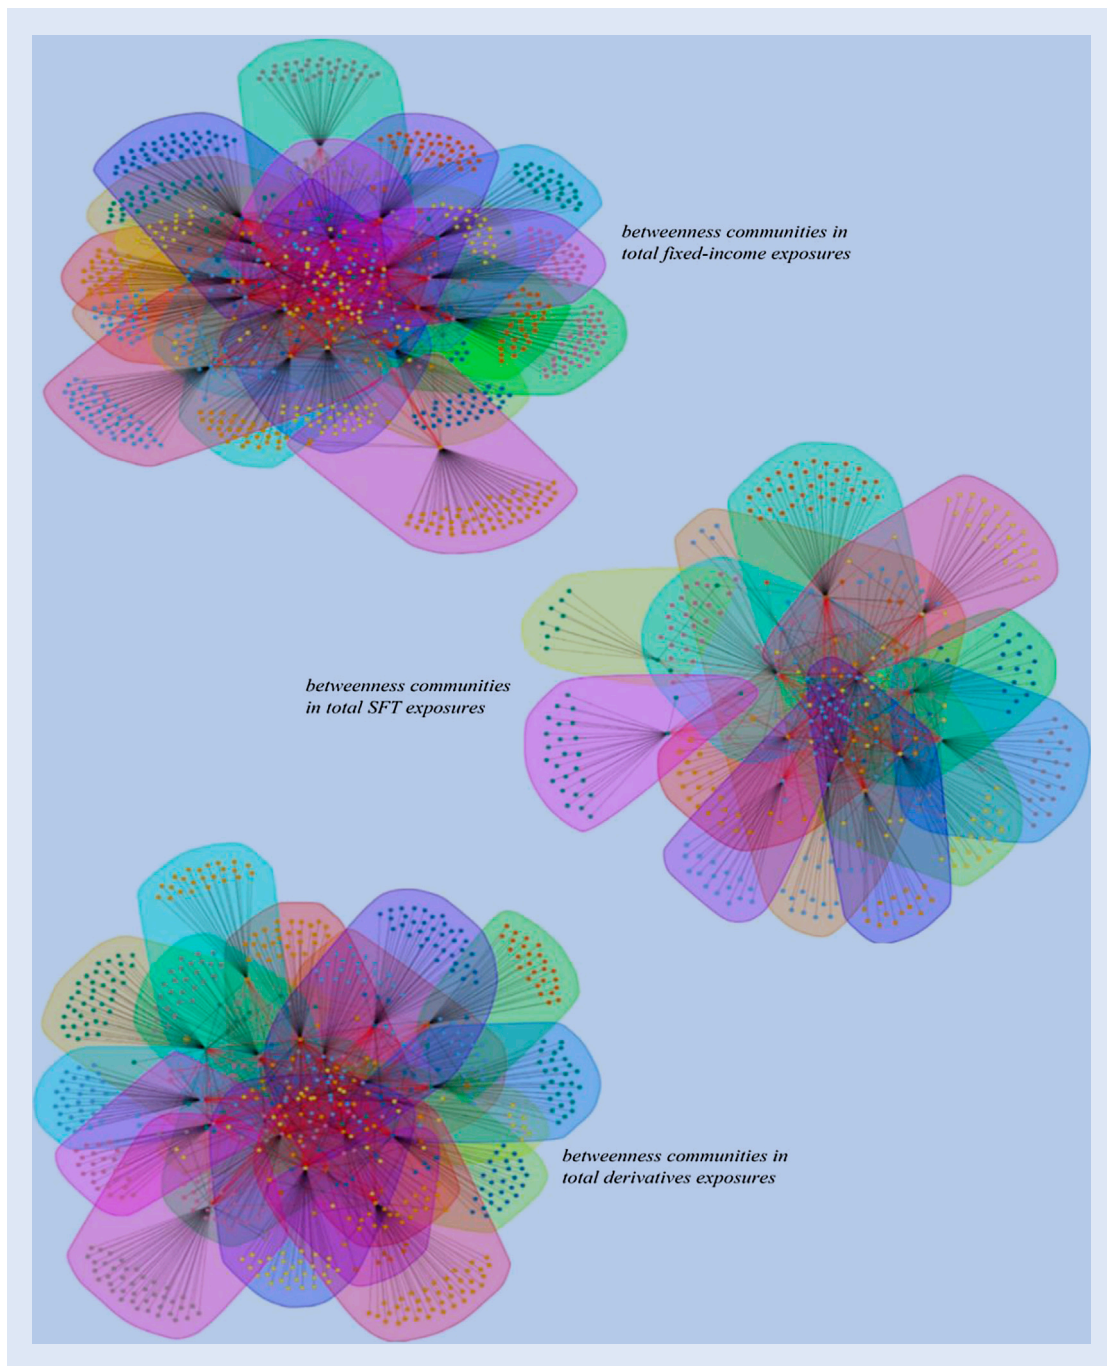 betweenness communities in
total fixed-income exposures
betweenness communities
in total SFT exposures
betweenness communities in
total derivatives exposures